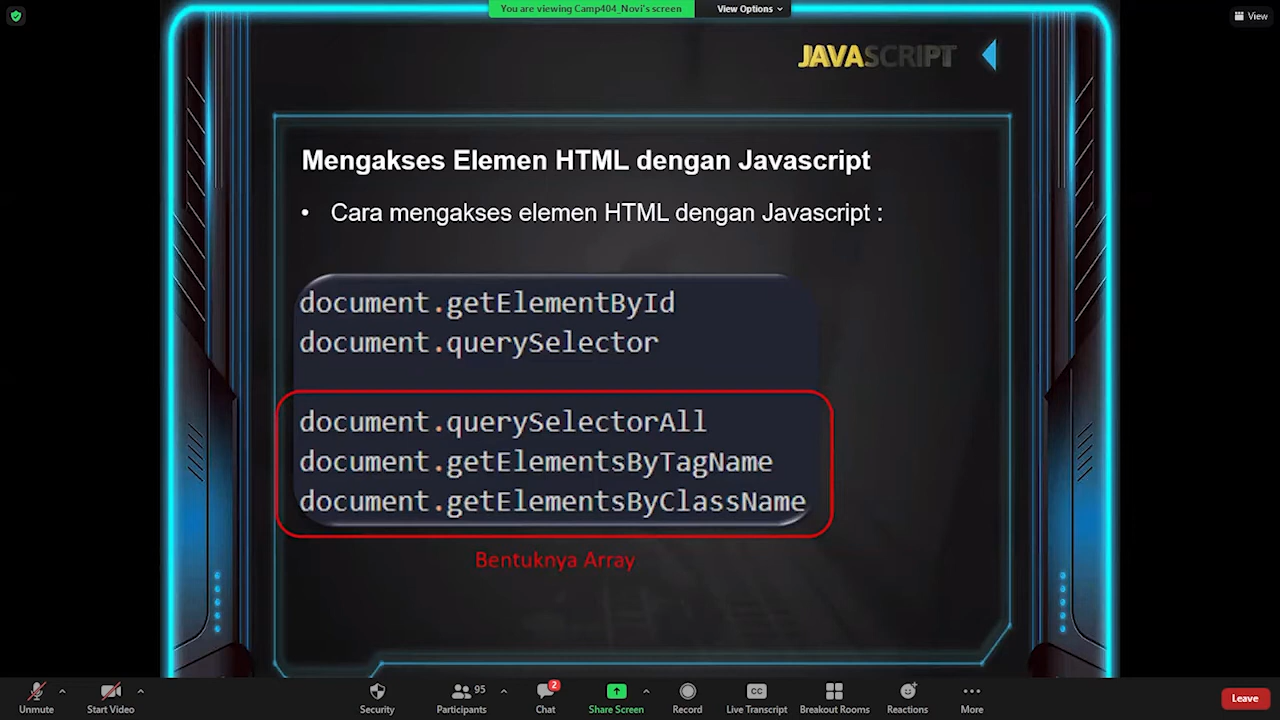 You are viewing Camp404_Novi's screen
View Options
View
JAVASCRIPT
Mengakses Elemen HTML dengan Javascript
• Cara mengakses elemen HTML dengan Javascript :
document.getElementById
document.querySelector
document.querySelectorAll
document.getElementsByTagName
document.getElementsByClassName
Bentuknya Array
Unmute
Start Video
Security
95
Participants
2
Chat
Share Screen
Record
CC
Live Transcript
Breakout Rooms
Reactions
More
Leave